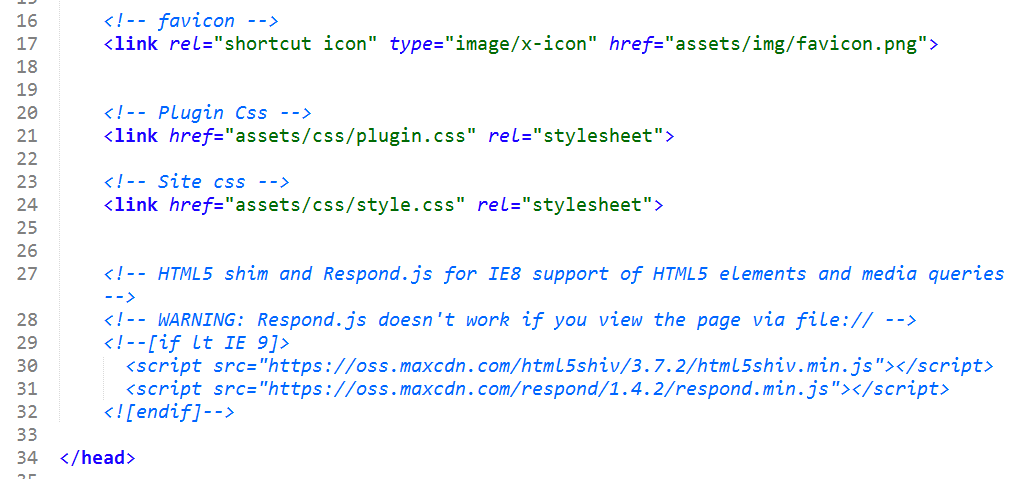 16 <!-- favicon -->
17 <link rel="shortcut icon" type="image/x-icon" href="assets/img/favicon.png">
18
19
20 <!-- Plugin Css -->
21 <link href="assets/css/plugin.css" rel="stylesheet">
22
23 <!-- Site css -->
24 <link href="assets/css/style.css" rel="stylesheet">
25
26
27 <!-- HTML5 shim and Respond.js for IE8 support of HTML5 elements and media queries
-->
28 <!-- WARNING: Respond.js doesn't work if you view the page via file:// -->
29 <!--[if lt IE 9]>
30 <script src="https://oss.maxcdn.com/html5shiv/3.7.2/html5shiv.min.js"></script>
31 <script src="https://oss.maxcdn.com/respond/1.4.2/respond.min.js"></script>
32 <![endif]-->
33
34 </head>